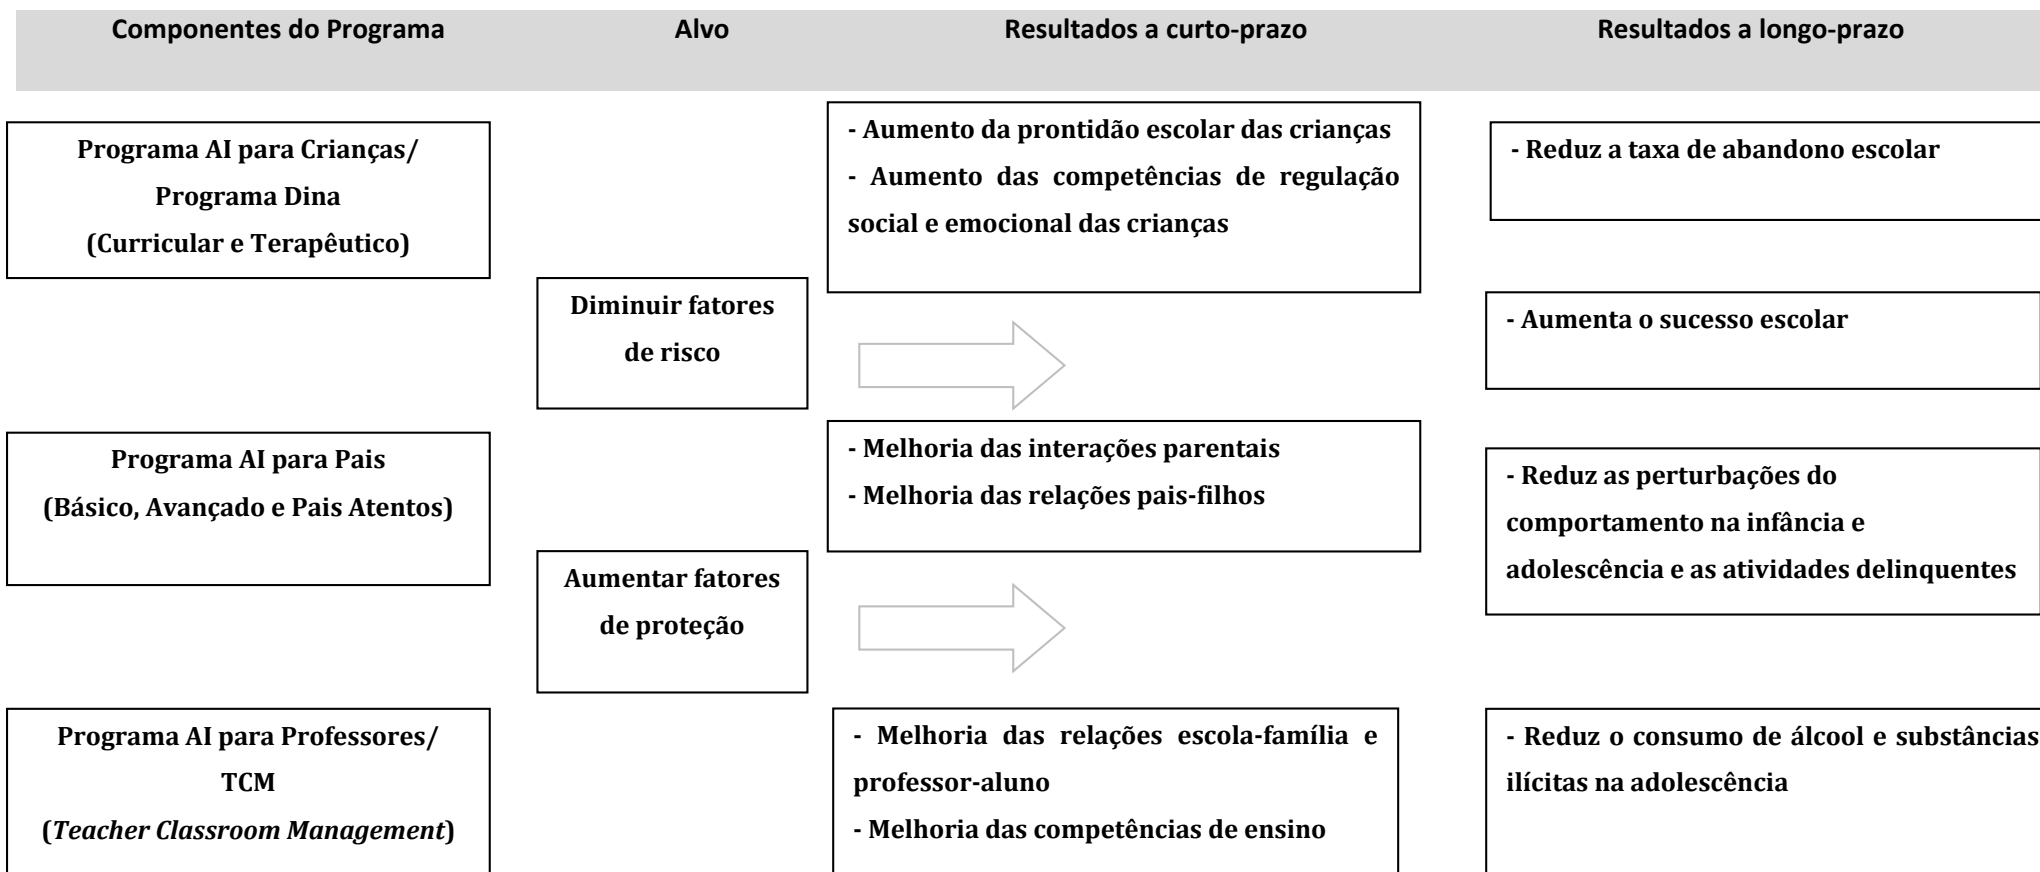 Componentes do Programa
Alvo
Resultados a curto-prazo
Resultados a longo-prazo
Programa AI para Crianças/
Programa Dina
(Curricular e Terapêutico)
Programa AI para Pais
(Básico, Avançado e Pais Atentos)
Programa AI para Professores/
TCM
(Teacher Classroom Management)
Diminuir fatores
de risco
Aumentar fatores
de proteção
- Aumento da prontidão escolar das crianças
- Aumento das competências de regulação
social e emocional das crianças
- Melhoria das interações parentais
- Melhoria das relações pais-filhos
- Melhoria das relações escola-família e
professor-aluno
- Melhoria das competências de ensino
- Reduz a taxa de abandono escolar
- Aumenta o sucesso escolar
- Reduz as perturbações do
comportamento na infância e
adolescência e as atividades delinquentes
- Reduz o consumo de álcool e substâncias
ilícitas na adolescência